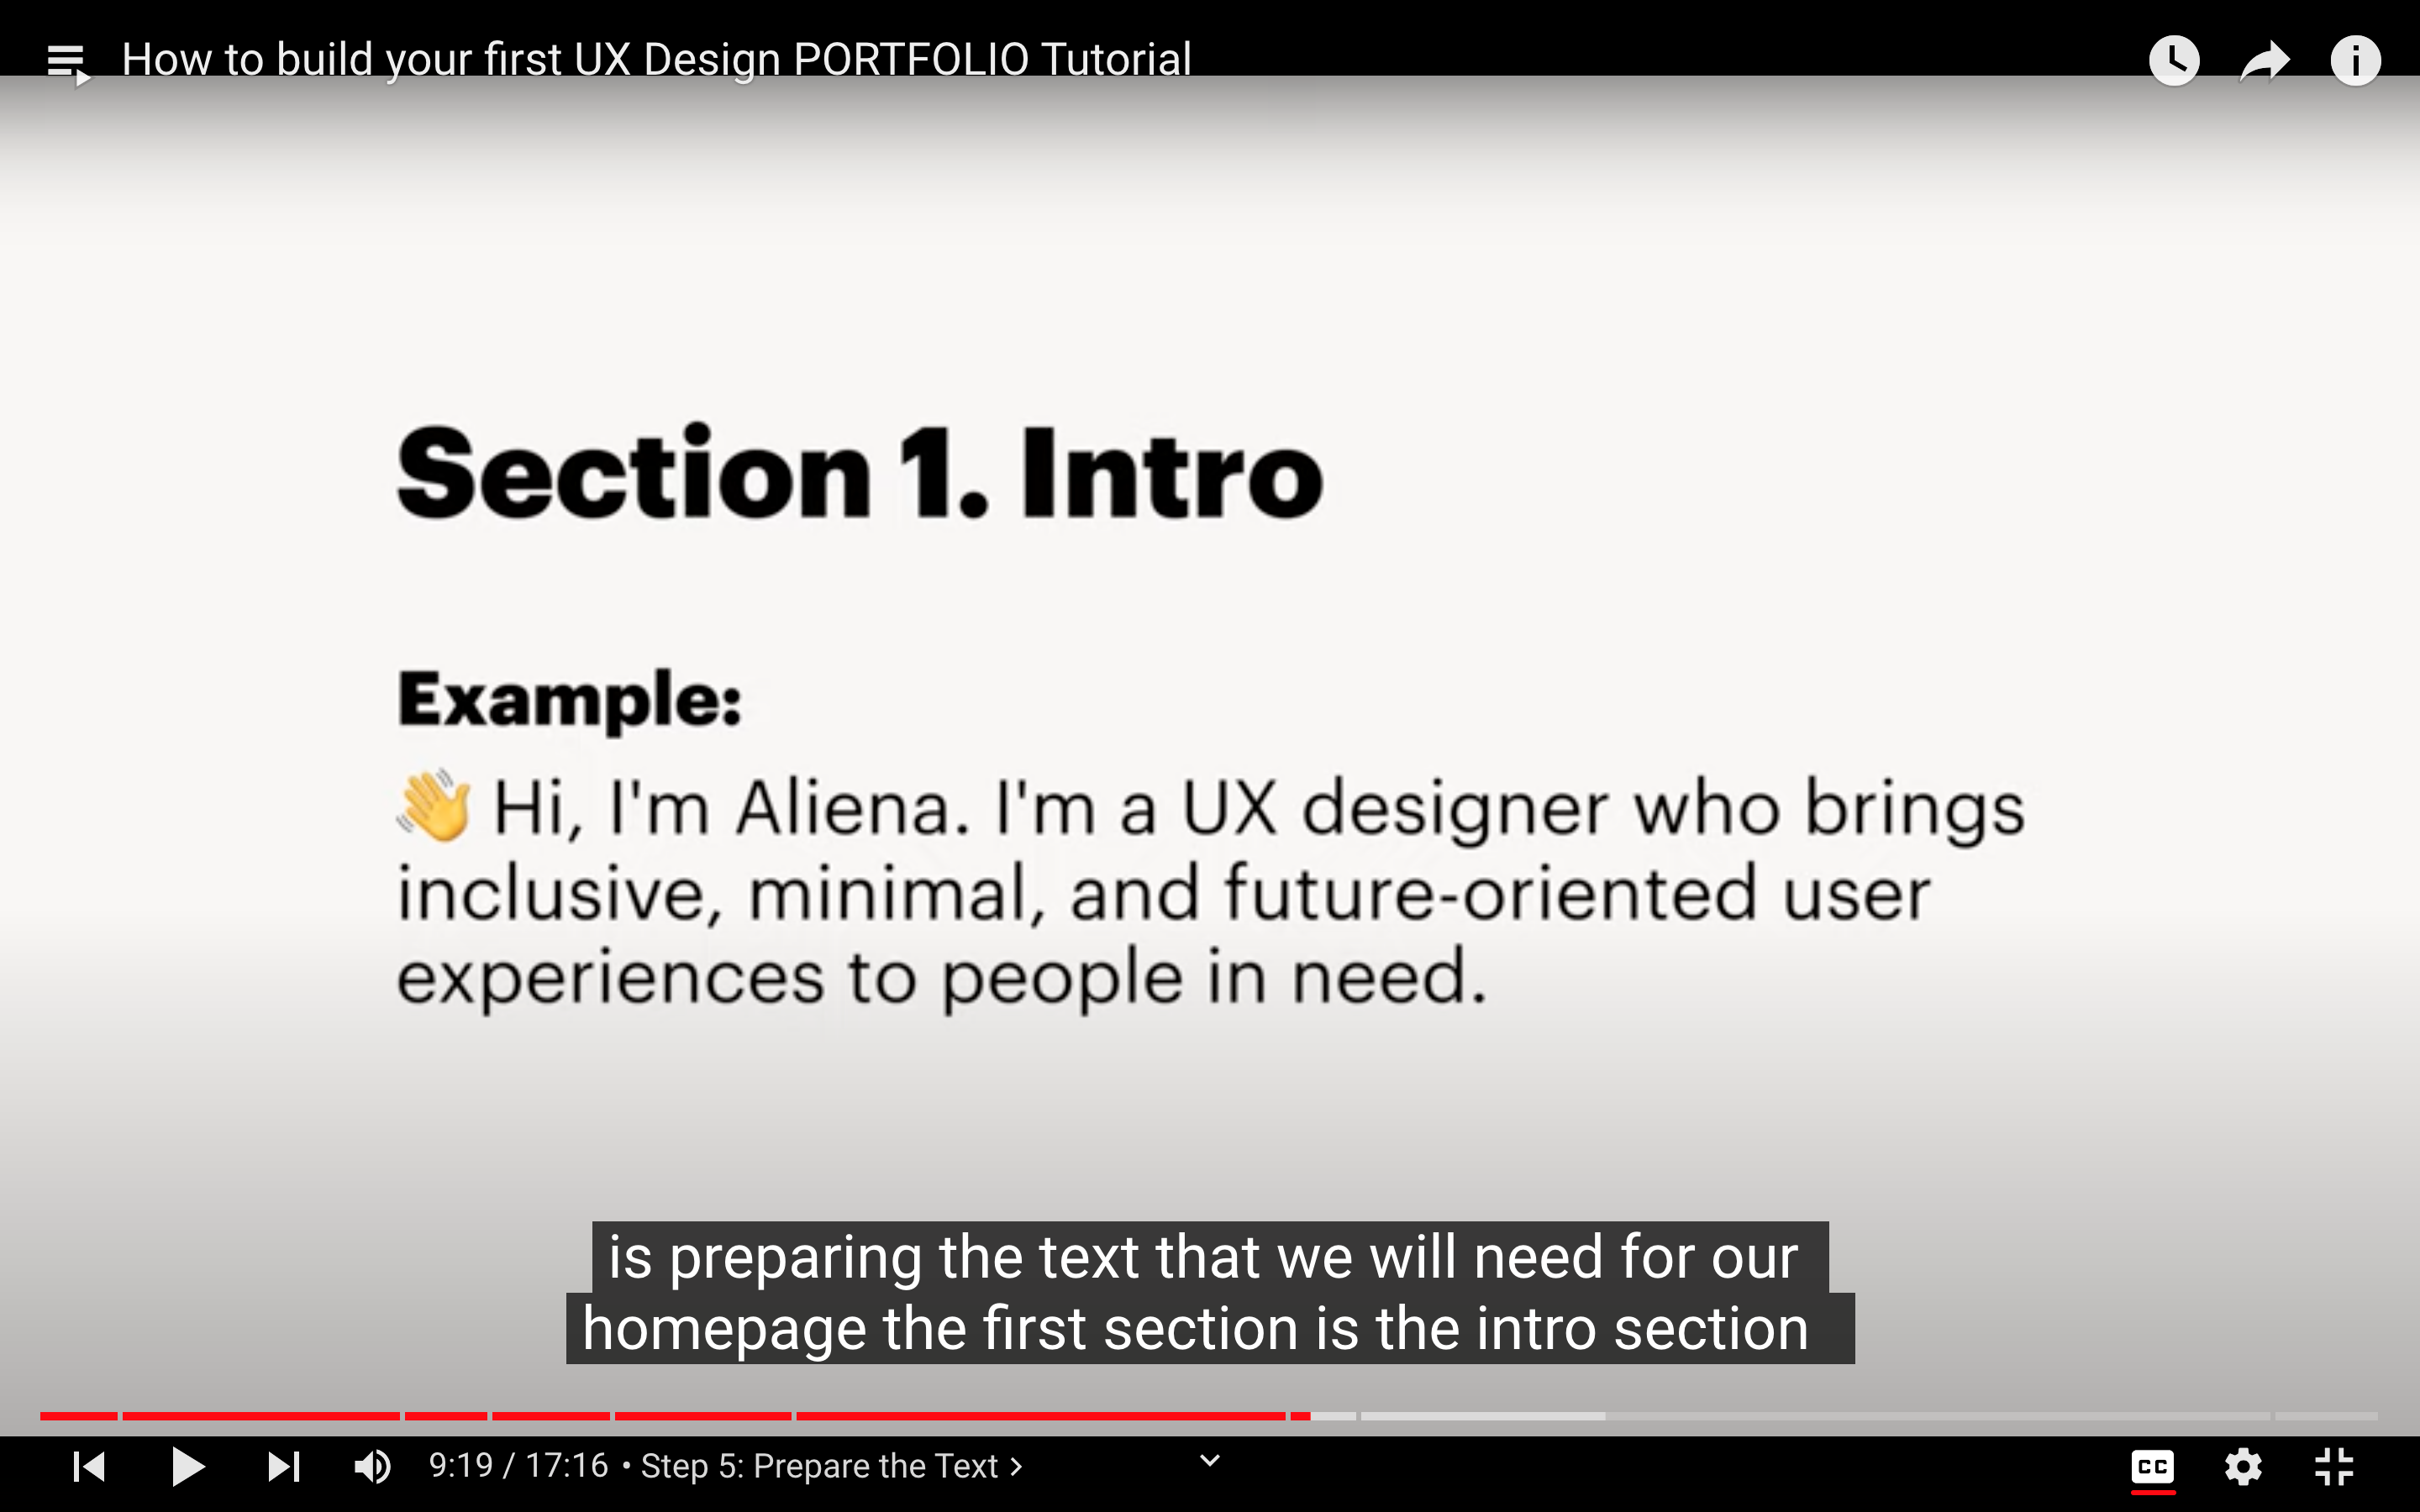 How to build your first UX Design PORTFOLIO Tutorial
Section 1. Intro
Example:
👋 Hi, I'm Aliena. I'm a UX designer who brings
inclusive, minimal, and future-oriented user
experiences to people in need.
is preparing the text that we will need for our
homepage the first section is the intro section
9:19 / 17:16 • Step 5: Prepare the Text >
CC